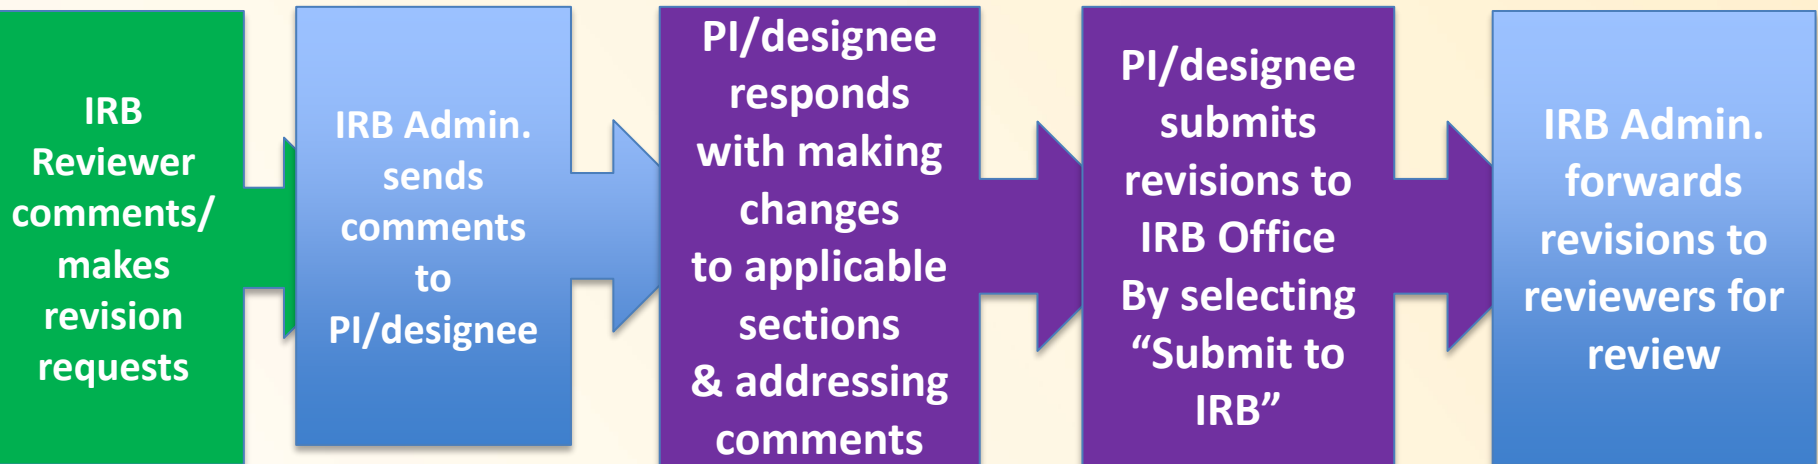 IRB
Reviewer
comments/
makes
revision
requests
IRB Admin.
sends
comments
to
PI/designee
PI/designee
responds
with making
changes
to applicable
sections
& addressing
comments
PI/designee
submits
revisions to
IRB Office
By selecting
“Submit to
IRB”
IRB Admin.
forwards
revisions to
reviewers for
review